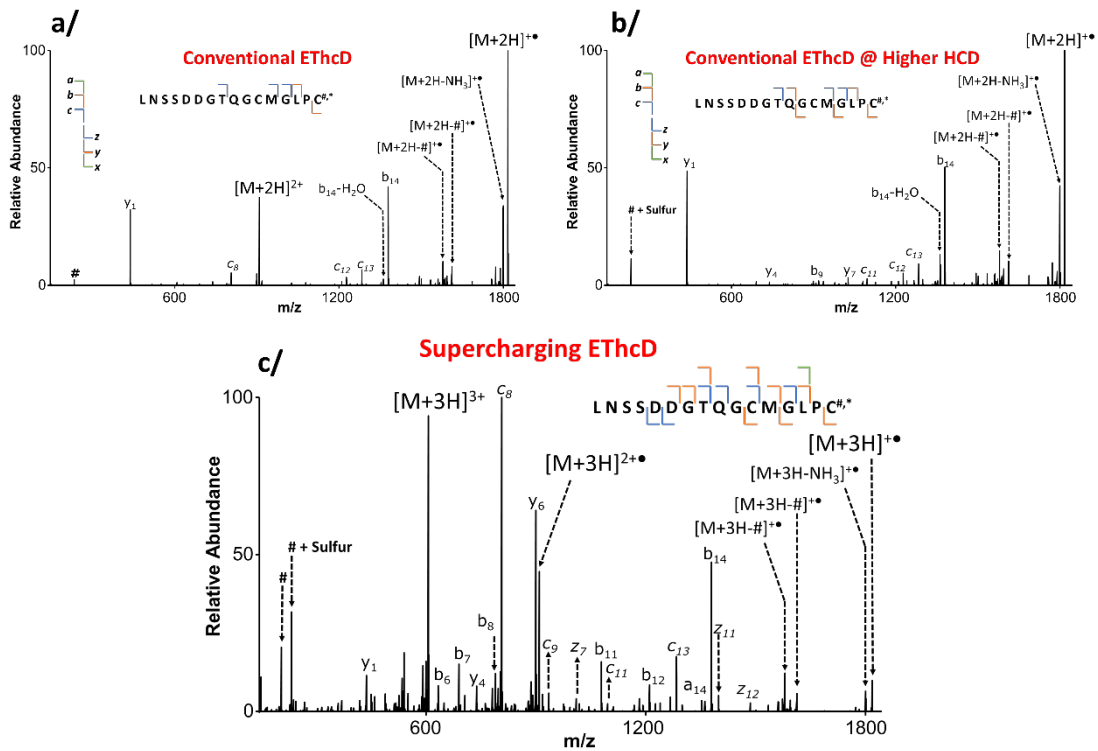 a/
Conventional EThcD
100
50
0
Relative Abundance
a
b
c
z
y
x
L N S S D D G T Q G C M G L P C#,*
[M+2H]+●
[M+2H-NH3]+●
[M+2H-#]+●
[M+2H-#]+●
b14
b14-H2O
[M+2H]2+
y1
#
c8
c12
c13
600
1200
1800
m/z
b/
Conventional EThcD @ Higher HCD
100
50
0
Relative Abundance
a
b
c
z
y
x
L N S S D D G T Q G C M G L P C#,*
[M+2H]+●
[M+2H-NH3]+●
[M+2H-#]+●
[M+2H-#]+●
b14
b14-H2O
y1
# + Sulfur
y4
b9
y7
c11
c12
c13
600
1200
1800
m/z
c/
Supercharging EThcD
100
50
0
Relative Abundance
L N S S D D G T Q G C M G L P C#,*
[M+3H]3+
c8
[M+3H]2+●
[M+3H]+●
[M+3H-NH3]+●
[M+3H-#]+●
[M+3H-#]+●
y6
b14
# + Sulfur
#
y1
b6
b7
y4
b8
c9
z7
b11
c11
b12
c13
a14
z11
z12
600
1200
1800
m/z